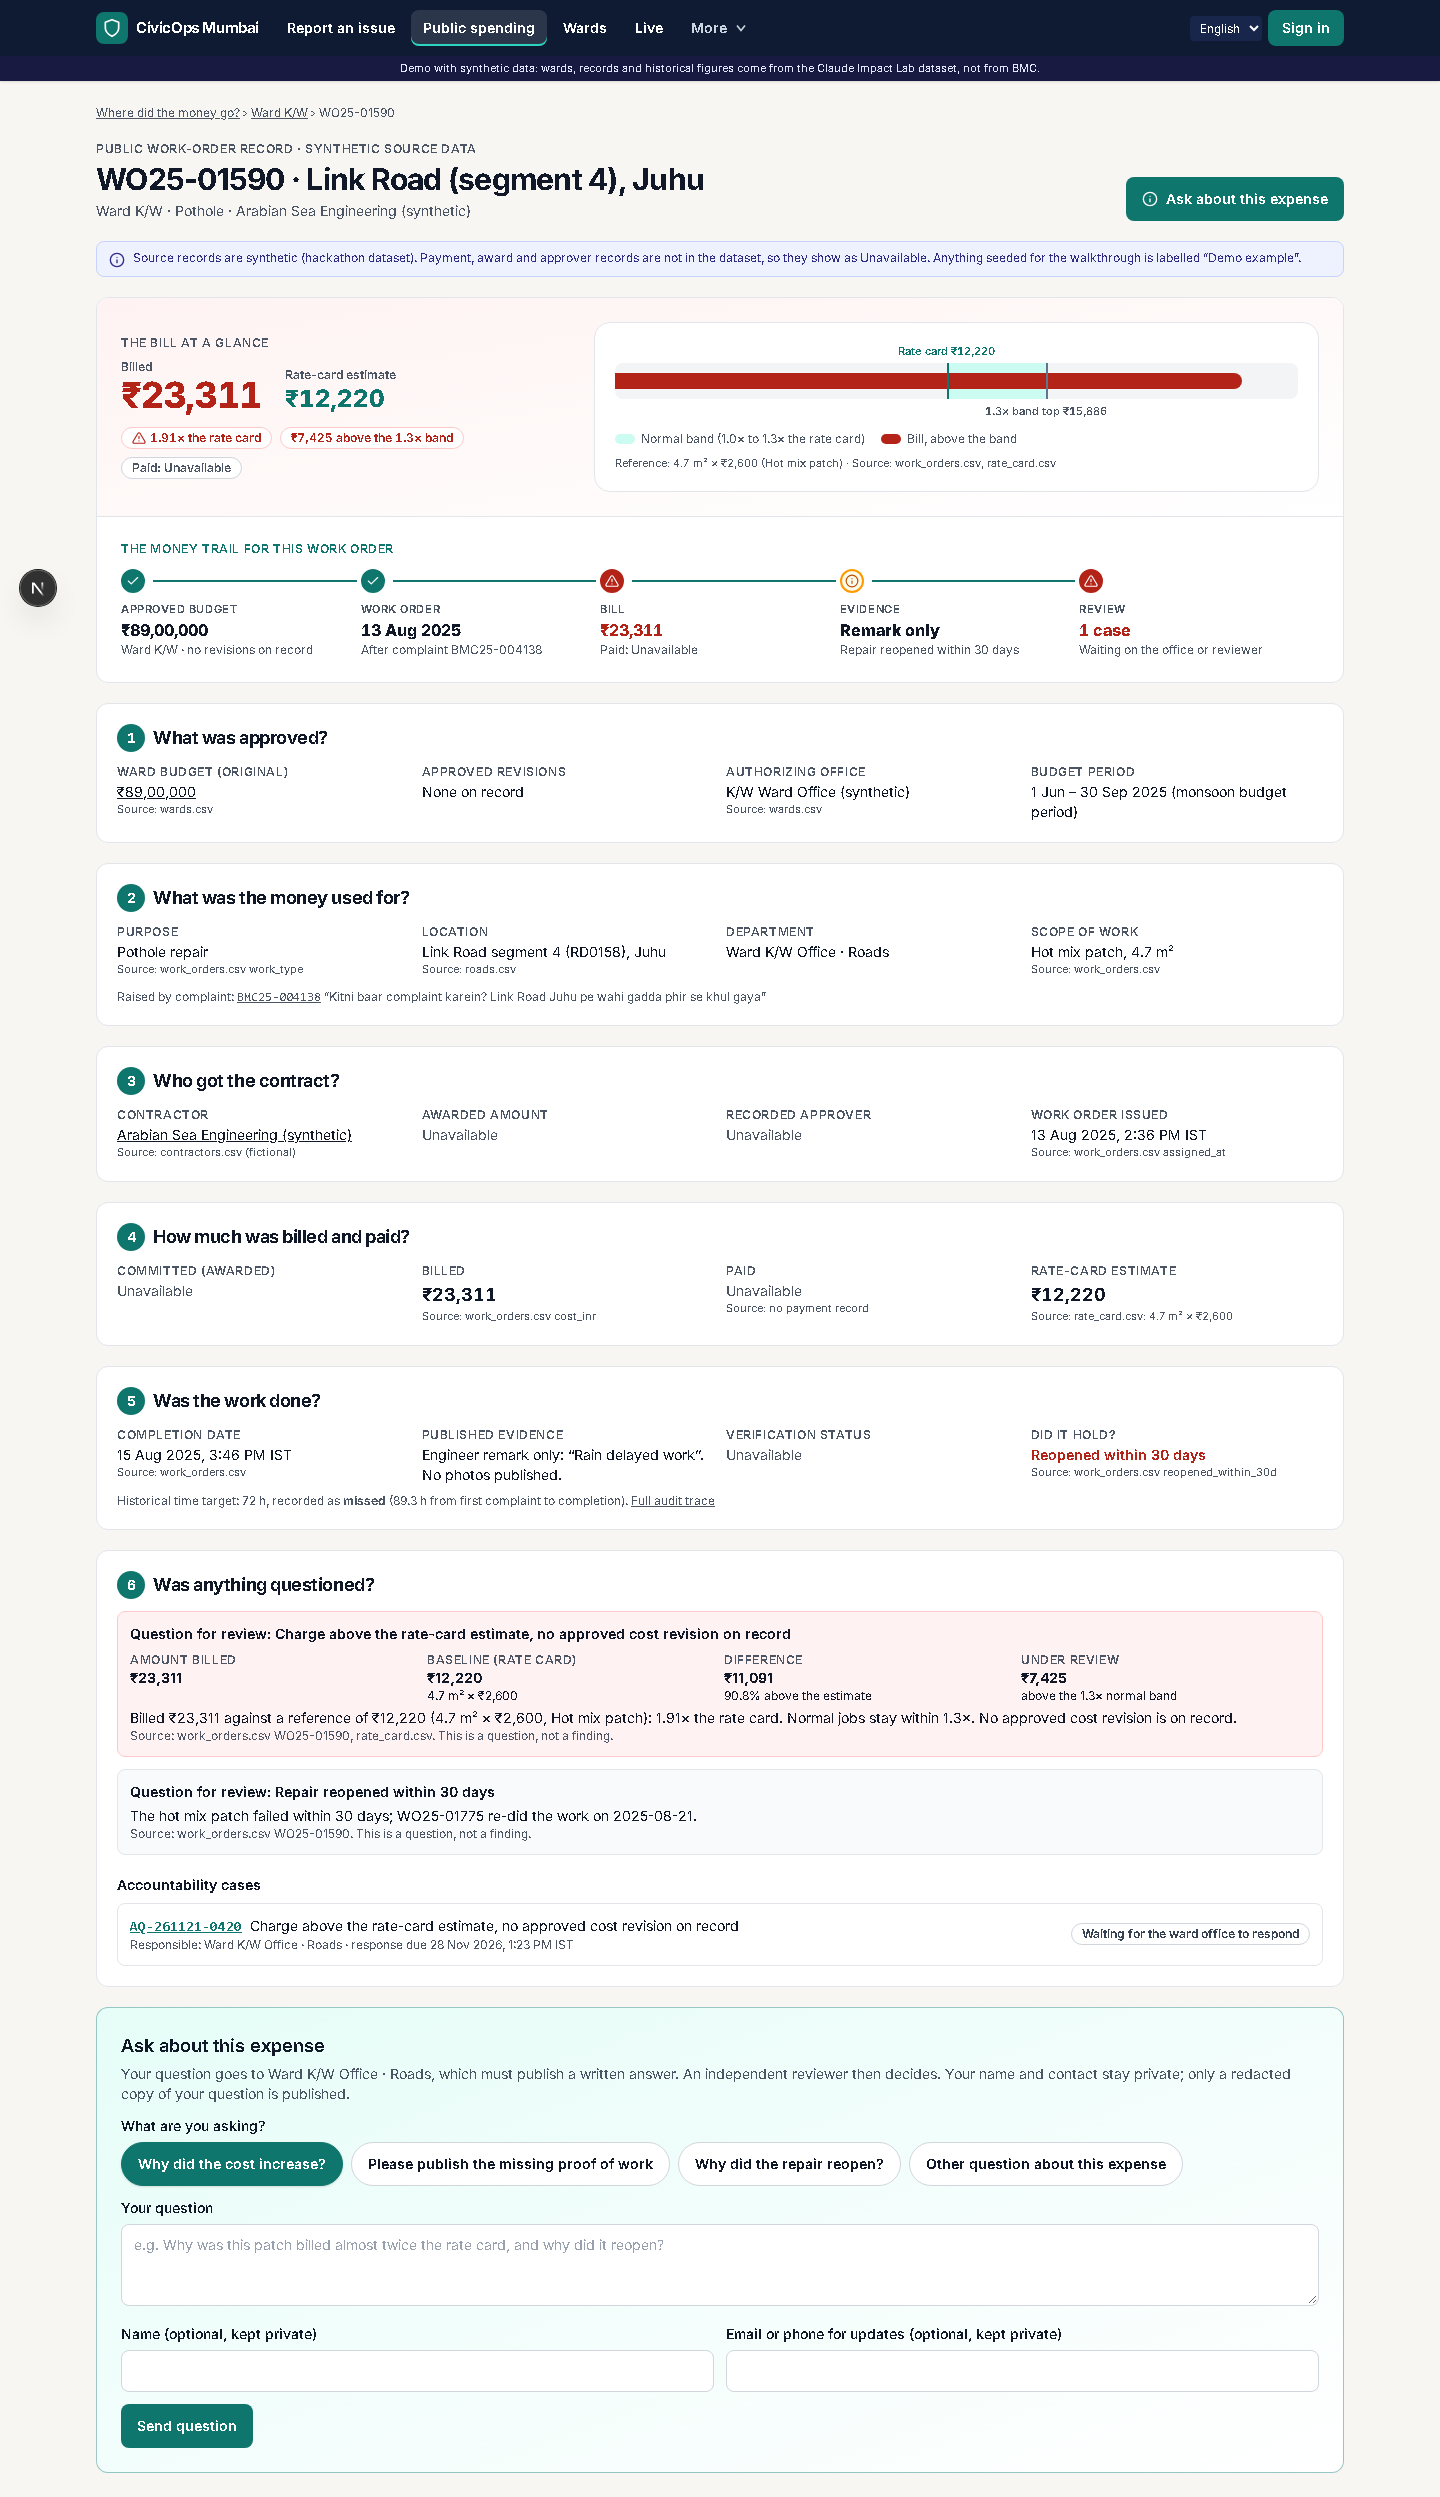 CivicOps Mumbai
Report an issue
Public spending
Wards
Live
More
English
Sign in
Demo with synthetic data: wards, records and historical figures come from the Claude Impact Lab dataset, not from BMC.
Where did the money go? › Ward K/W › WO25-01590
PUBLIC WORK-ORDER RECORD · SYNTHETIC SOURCE DATA
WO25-01590 · Link Road (segment 4), Juhu
Ward K/W · Pothole · Arabian Sea Engineering (synthetic)
Ask about this expense
Source records are synthetic (hackathon dataset). Payment, award and approver records are not in the dataset, so they show as Unavailable. Anything seeded for the walkthrough is labelled “Demo example”.
THE BILL AT A GLANCE
Billed
₹23,311
Rate-card estimate
₹12,220
1.91× the rate card
₹7,425 above the 1.3× band
Paid: Unavailable
Rate card ₹12,220
1.3× band top ₹15,886
Normal band (1.0× to 1.3× the rate card)
Bill, above the band
Reference: 4.7 m² × ₹2,600 (Hot mix patch) · Source: work_orders.csv, rate_card.csv
THE MONEY TRAIL FOR THIS WORK ORDER
N
APPROVED BUDGET
₹89,00,000
Ward K/W · no revisions on record
WORK ORDER
13 Aug 2025
After complaint BMC25-004138
BILL
₹23,311
Paid: Unavailable
EVIDENCE
Remark only
Repair reopened within 30 days
REVIEW
1 case
Waiting on the office or reviewer
1 What was approved?
WARD BUDGET (ORIGINAL)
₹89,00,000
Source: wards.csv
APPROVED REVISIONS
None on record
AUTHORIZING OFFICE
K/W Ward Office (synthetic)
Source: wards.csv
BUDGET PERIOD
1 Jun – 30 Sep 2025 (monsoon budget
period)
2 What was the money used for?
PURPOSE
Pothole repair
Source: work_orders.csv work_type
LOCATION
Link Road segment 4 (RD0158), Juhu
Source: roads.csv
DEPARTMENT
Ward K/W Office · Roads
SCOPE OF WORK
Hot mix patch, 4.7 m²
Source: work_orders.csv
Raised by complaint: BMC25-004138 “Kitni baar complaint karein? Link Road Juhu pe wahi gadda phir se khul gaya”
3 Who got the contract?
CONTRACTOR
Arabian Sea Engineering (synthetic)
Source: contractors.csv (fictional)
AWARDED AMOUNT
Unavailable
RECORDED APPROVER
Unavailable
WORK ORDER ISSUED
13 Aug 2025, 2:36 PM IST
Source: work_orders.csv assigned_at
4 How much was billed and paid?
COMMITTED (AWARDED)
Unavailable
BILLED
₹23,311
Source: work_orders.csv cost_inr
PAID
Unavailable
Source: no payment record
RATE-CARD ESTIMATE
₹12,220
Source: rate_card.csv: 4.7 m² × ₹2,600
5 Was the work done?
COMPLETION DATE
15 Aug 2025, 3:46 PM IST
Source: work_orders.csv
PUBLISHED EVIDENCE
Engineer remark only: “Rain delayed work”.
No photos published.
VERIFICATION STATUS
Unavailable
DID IT HOLD?
Reopened within 30 days
Source: work_orders.csv reopened_within_30d
Historical time target: 72 h, recorded as missed (89.3 h from first complaint to completion). Full audit trace
6 Was anything questioned?
Question for review: Charge above the rate-card estimate, no approved cost revision on record
AMOUNT BILLED
₹23,311
BASELINE (RATE CARD)
₹12,220
4.7 m² × ₹2,600
DIFFERENCE
₹11,091
90.8% above the estimate
UNDER REVIEW
₹7,425
above the 1.3× normal band
Billed ₹23,311 against a reference of ₹12,220 (4.7 m² × ₹2,600, Hot mix patch): 1.91× the rate card. Normal jobs stay within 1.3×. No approved cost revision is on record.
Source: work_orders.csv WO25-01590, rate_card.csv. This is a question, not a finding.
Question for review: Repair reopened within 30 days
The hot mix patch failed within 30 days; WO25-01775 re-did the work on 2025-08-21.
Source: work_orders.csv WO25-01590. This is a question, not a finding.
Accountability cases
AQ-261121-0420 Charge above the rate-card estimate, no approved cost revision on record
Responsible: Ward K/W Office · Roads · response due 28 Nov 2026, 1:23 PM IST
Waiting for the ward office to respond
Ask about this expense
Your question goes to Ward K/W Office · Roads, which must publish a written answer. An independent reviewer then decides. Your name and contact stay private; only a redacted
copy of your question is published.
What are you asking?
Why did the cost increase?
Please publish the missing proof of work
Why did the repair reopen?
Other question about this expense
Your question
e.g. Why was this patch billed almost twice the rate card, and why did it reopen?
Name (optional, kept private)
Email or phone for updates (optional, kept private)
Send question